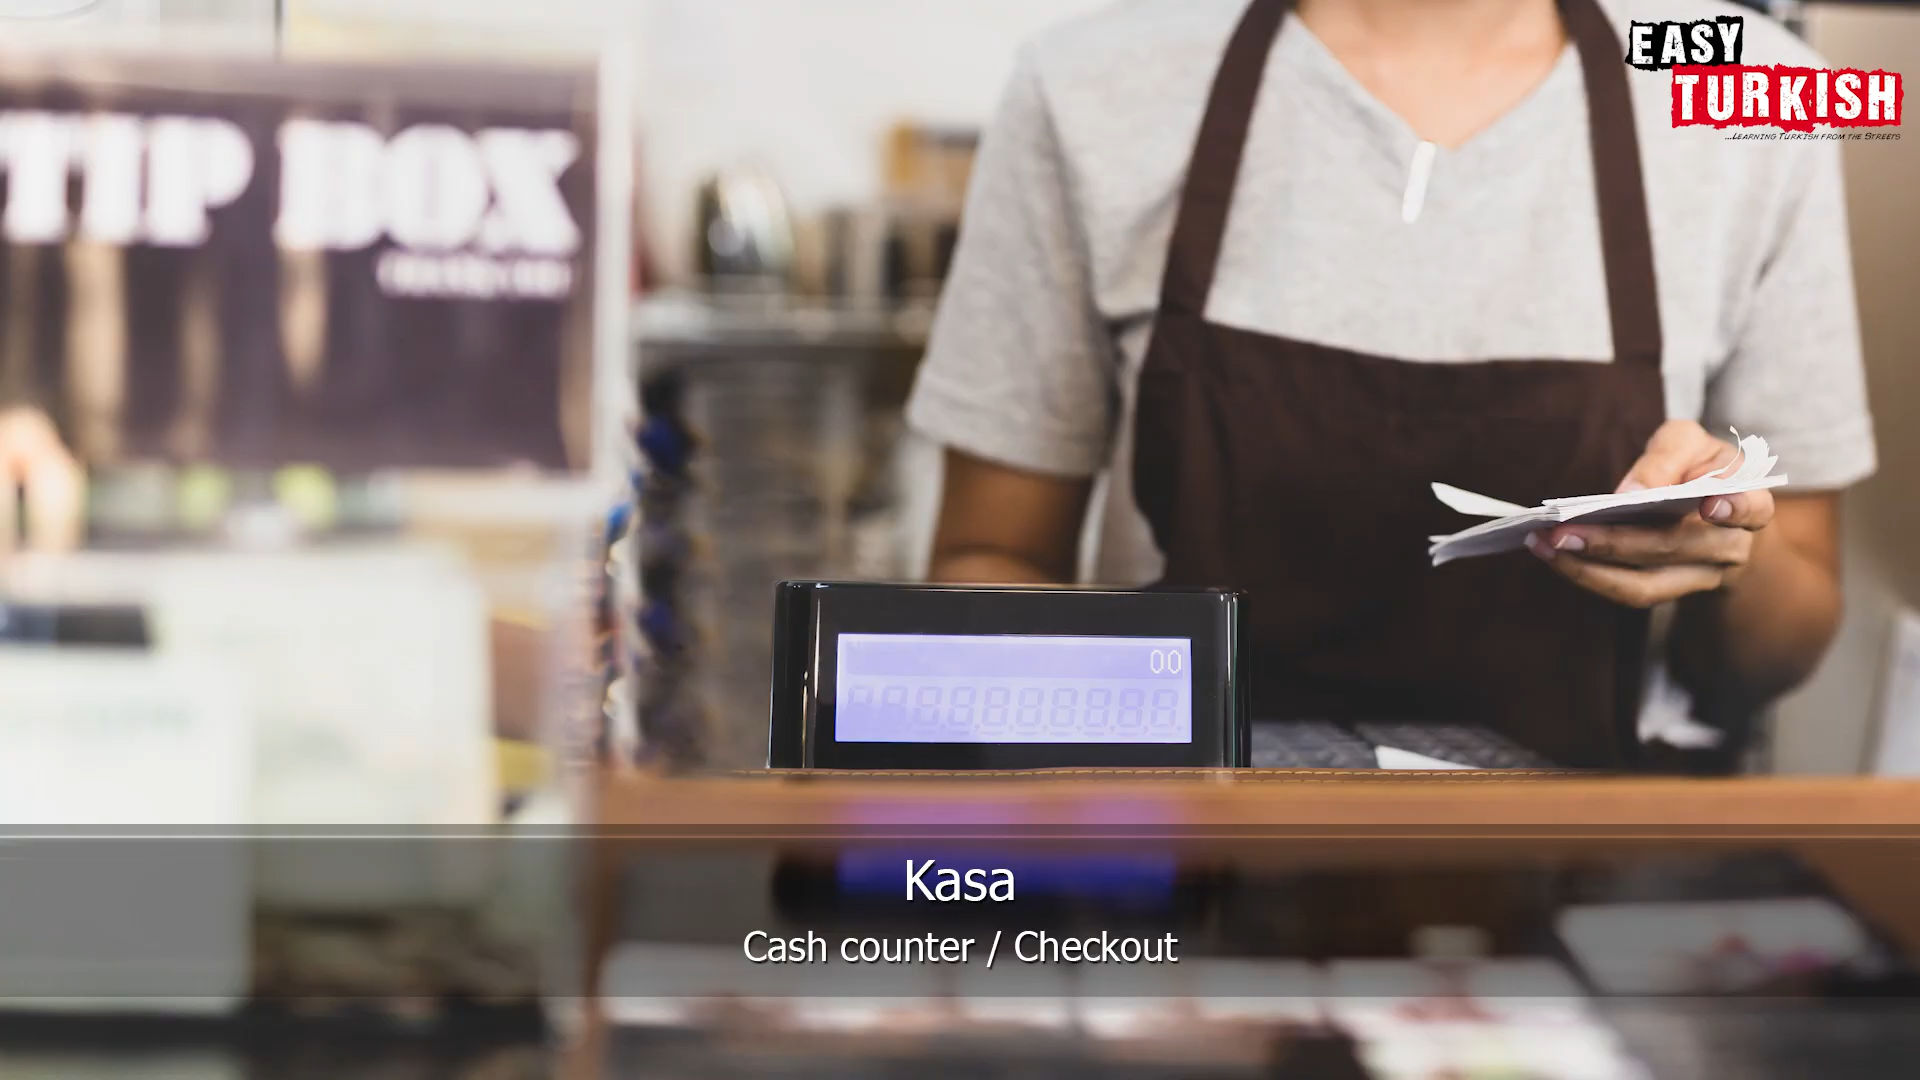 EASY
TURKISH
...LEARNING TURKISH FROM THE STREETS
TIP BOX
00
Kasa
Cash counter / Checkout